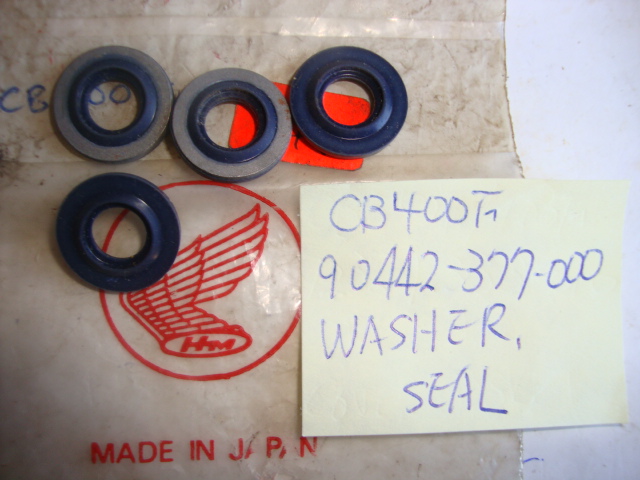 CB400F
90442-377-000
WASHER,
SEAL
HM
MADE IN JAPAN